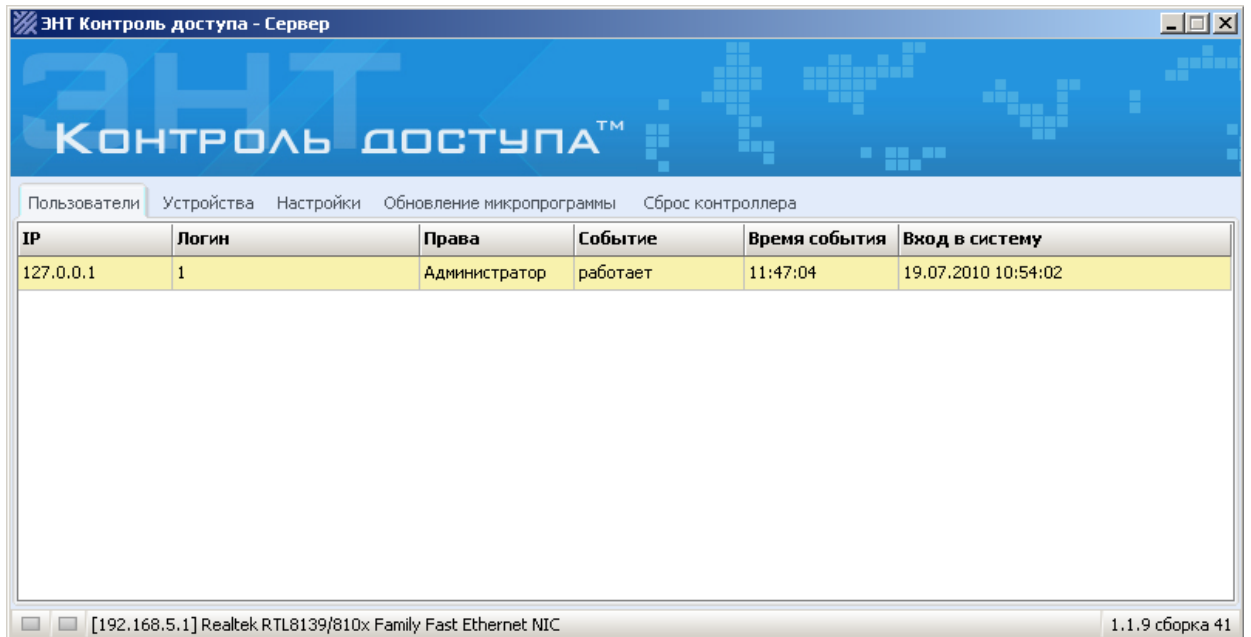 ЭНТ Контроль доступа - Сервер
ЭНТ
Контроль доступа™
Пользователи Устройства Настройки Обновление микропрограммы Сброс контроллера
IP Логин Права Событие Время события Вход в систему
127.0.0.1 1 Администратор работает 11:47:04 19.07.2010 10:54:02
[192.168.5.1] Realtek RTL8139/810x Family Fast Ethernet NIC 1.1.9 сборка 41